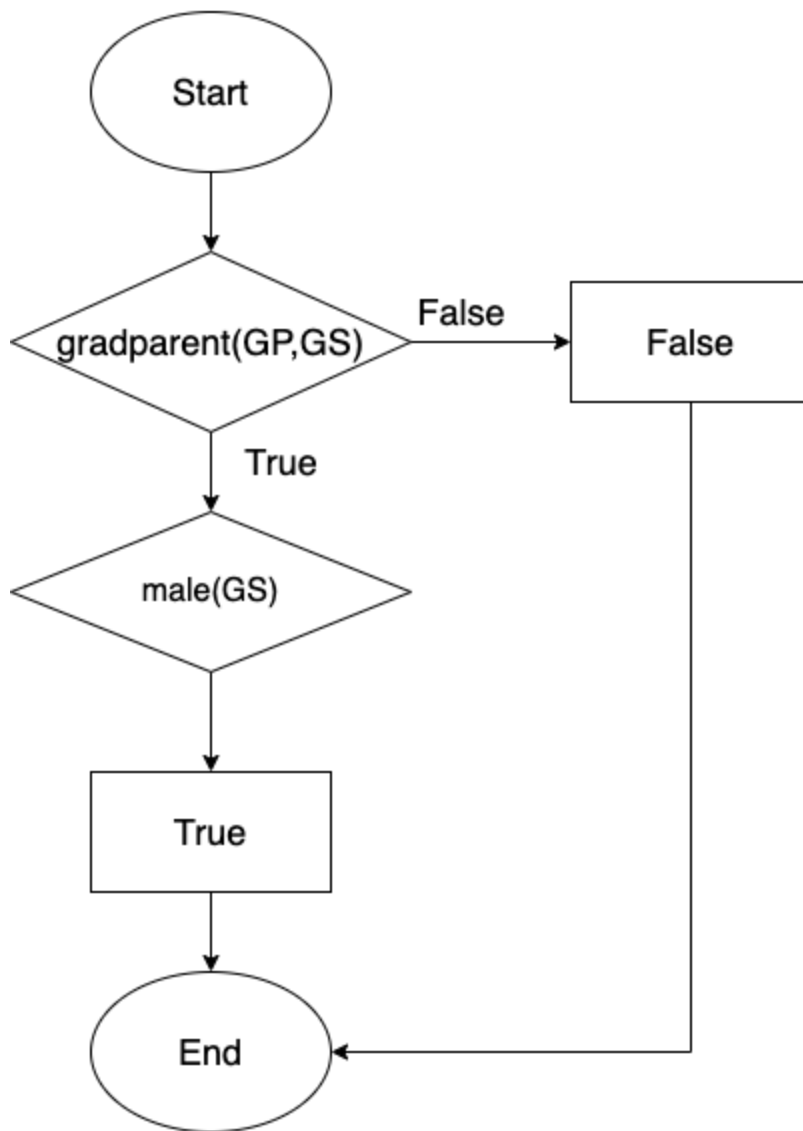 Start
gradparent(GP,GS)
False
False
True
male(GS)
True
End